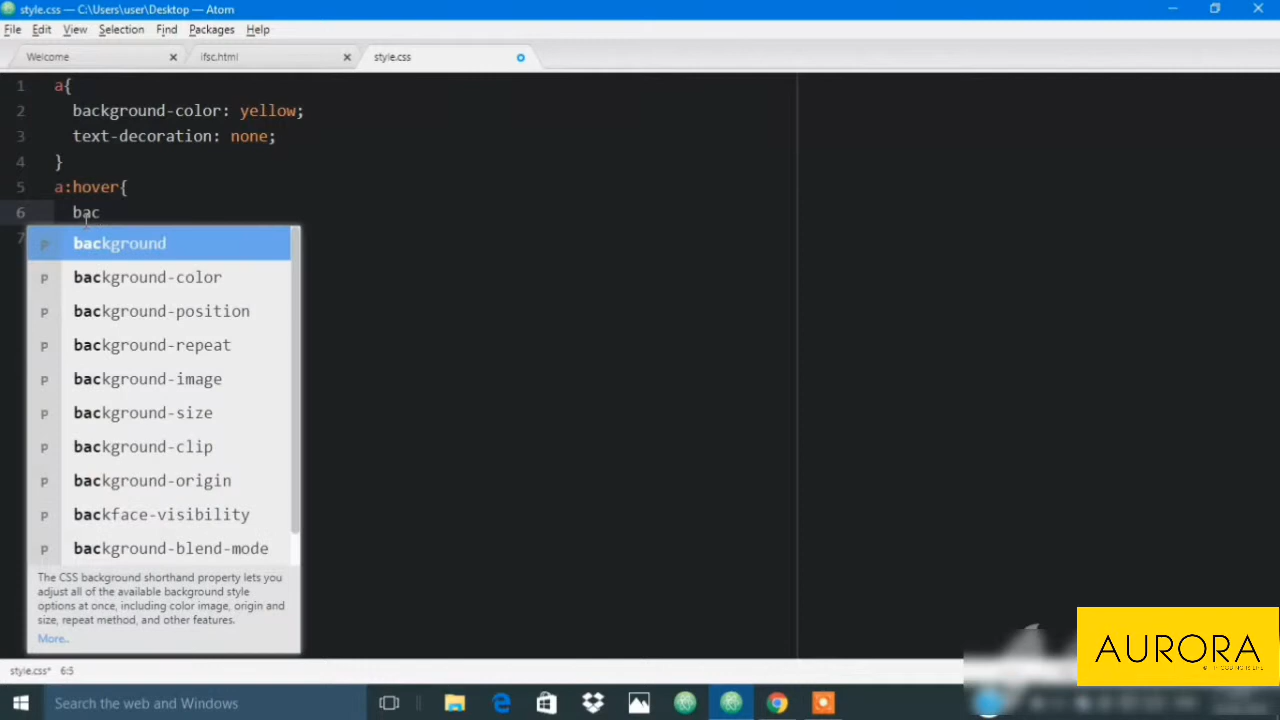 style.css — C:\Users\user\Desktop — Atom
File Edit View Selection Find Packages Help
Welcome ifsc.html style.css
1 a{
2 background-color: yellow;
3 text-decoration: none;
4 }
5 a:hover{
6 bac
7
P background
P background-color
P background-position
P background-repeat
P background-image
P background-size
P background-clip
P background-origin
P backface-visibility
P background-blend-mode
The CSS background shorthand property lets you
adjust all of the available background style
options at once, including color image, origin and
size, repeat method, and other features.
More..
style.css* 6:5
AURORA
Search the web and Windows